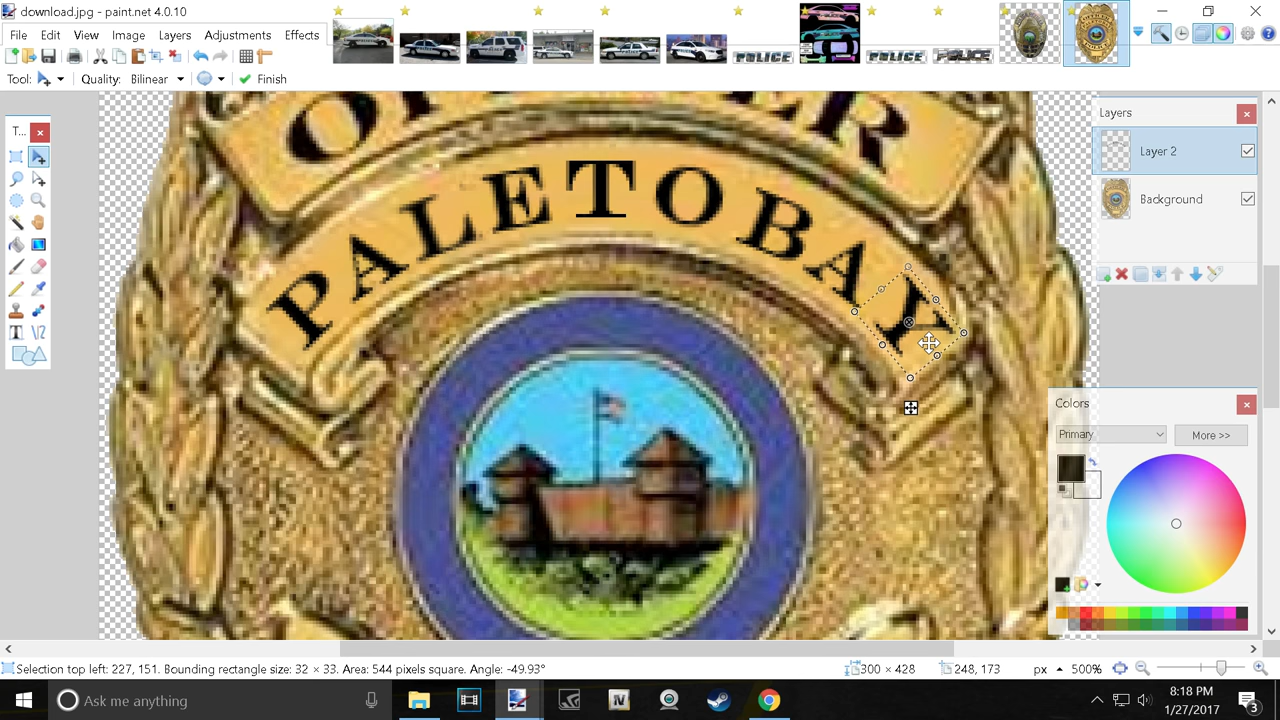 download.jpg - paint.net 4.0.10
File Edit View Layers Adjustments Effects
POLICE POLICE POLICE
Tool: Quality: Bilinear Finish
T...
Layers
Layer 2
Background
PALETO BAY
Colors
Primary
More >>
Selection top left: 227, 151. Bounding rectangle size: 32 × 33. Area: 544 pixels square. Angle: -49.93°
300 × 428
248, 173
px
500%
Ask me anything
8:18 PM
1/27/2017
3